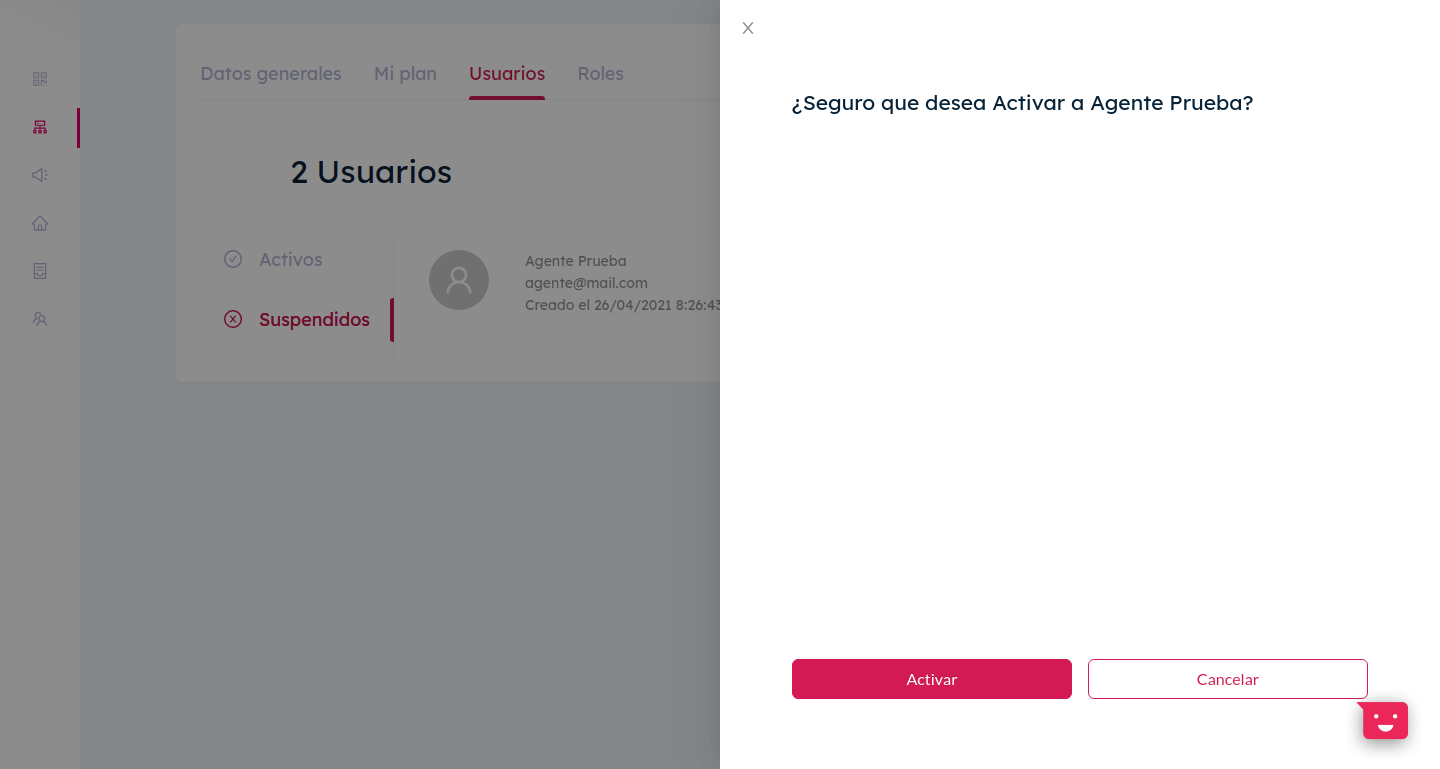 Datos generales
Mi plan
Usuarios
Roles
2 Usuarios
Activos
Suspendidos
Agente Prueba
agente@mail.com
Creado el 26/04/2021 8:26:43
¿Seguro que desea Activar a Agente Prueba?
Activar
Cancelar